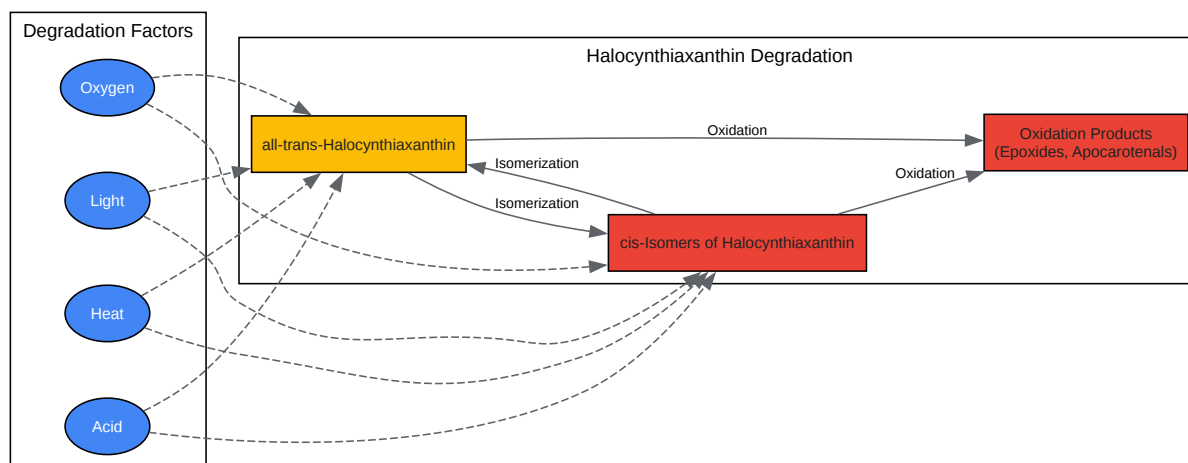 Degradation Factors
Oxygen
Light
Heat
Acid
Halocynthiaxanthin Degradation
all-trans-Halocynthiaxanthin
Oxidation
Isomerization
Isomerization
cis-Isomers of Halocynthiaxanthin
Oxidation
Oxidation Products
(Epoxides, Apocarotenals)